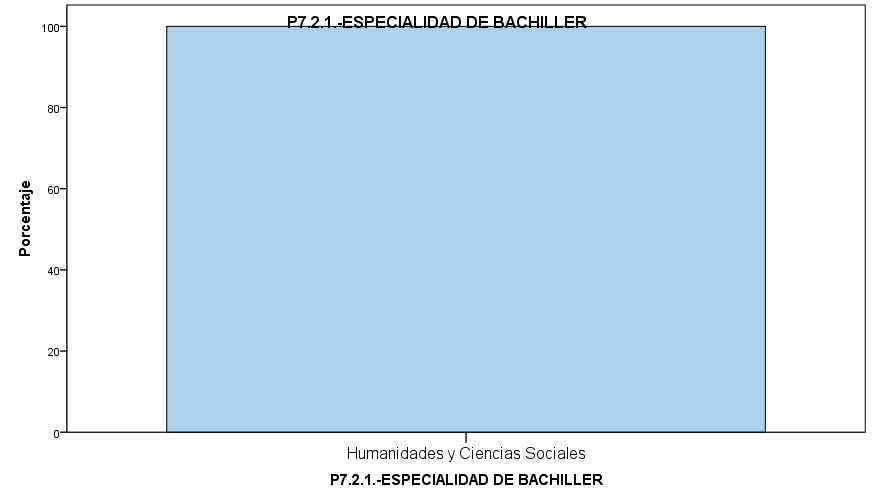 P7.2.1.-ESPECIALIDAD DE BACHILLER
100
80
60
40
20
0
Porcentaje
Humanidades y Ciencias Sociales
P7.2.1.-ESPECIALIDAD DE BACHILLER